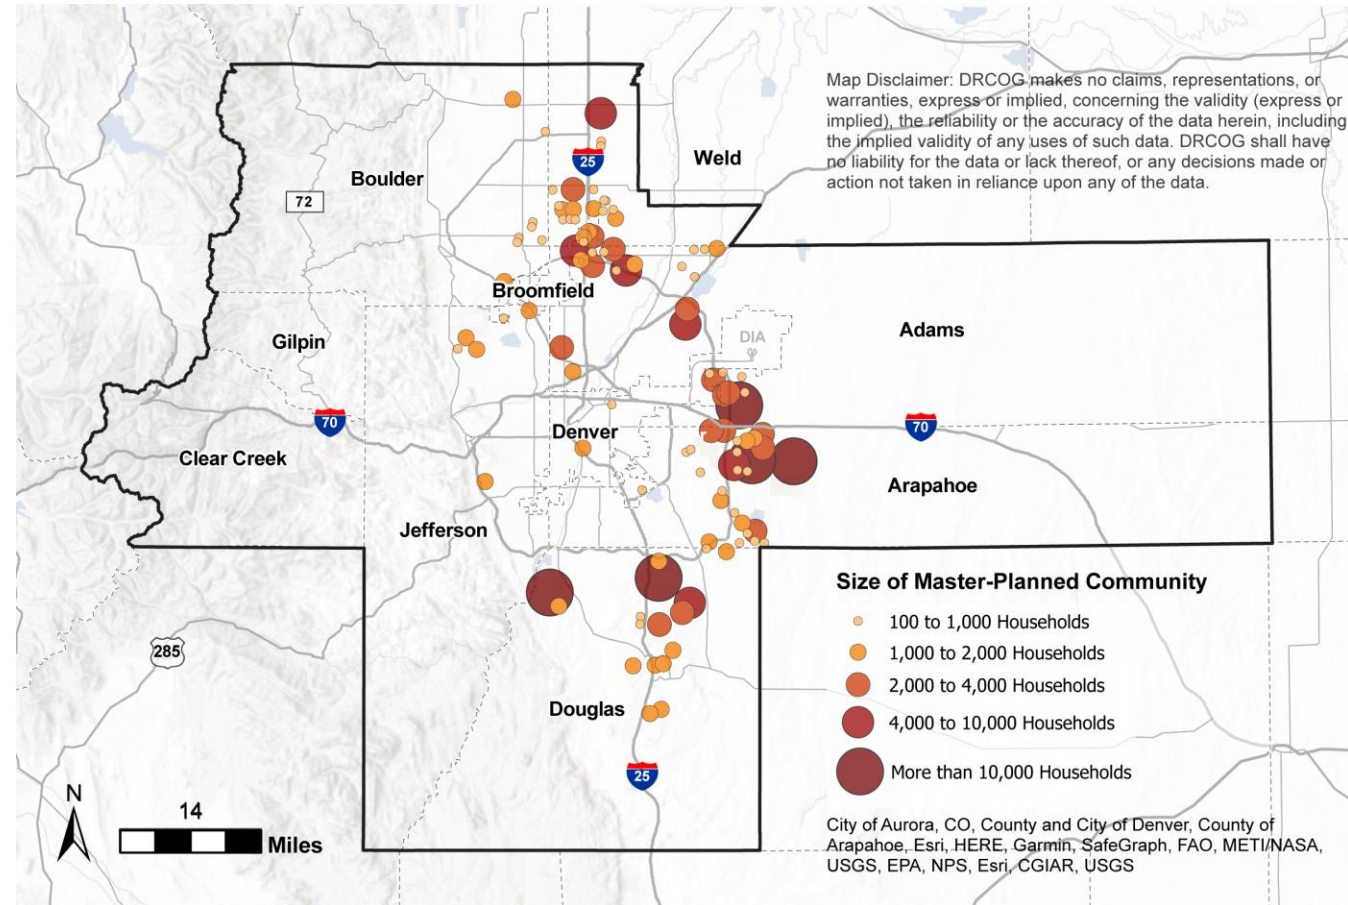 Map Disclaimer: DRCOG makes no claims, representations, or
warranties, express or implied, concerning the validity (express or
implied), the reliability or the accuracy of the data herein, including
the implied validity of any uses of such data. DRCOG shall have
no liability for the data or lack thereof, or any decisions made or
action not taken in reliance upon any of the data.
25
Weld
Boulder
72
Broomfield
Adams
DIA
Gilpin
70
70
Denver
Clear Creek
Arapahoe
Jefferson
Size of Master-Planned Community
100 to 1,000 Households
1,000 to 2,000 Households
285
2,000 to 4,000 Households
Douglas
4,000 to 10,000 Households
25
More than 10,000 Households
N
14
Miles
City of Aurora, CO, County and City of Denver, County of
Arapahoe, Esri, HERE, Garmin, SafeGraph, FAO, METI/NASA,
USGS, EPA, NPS, Esri, CGIAR, USGS